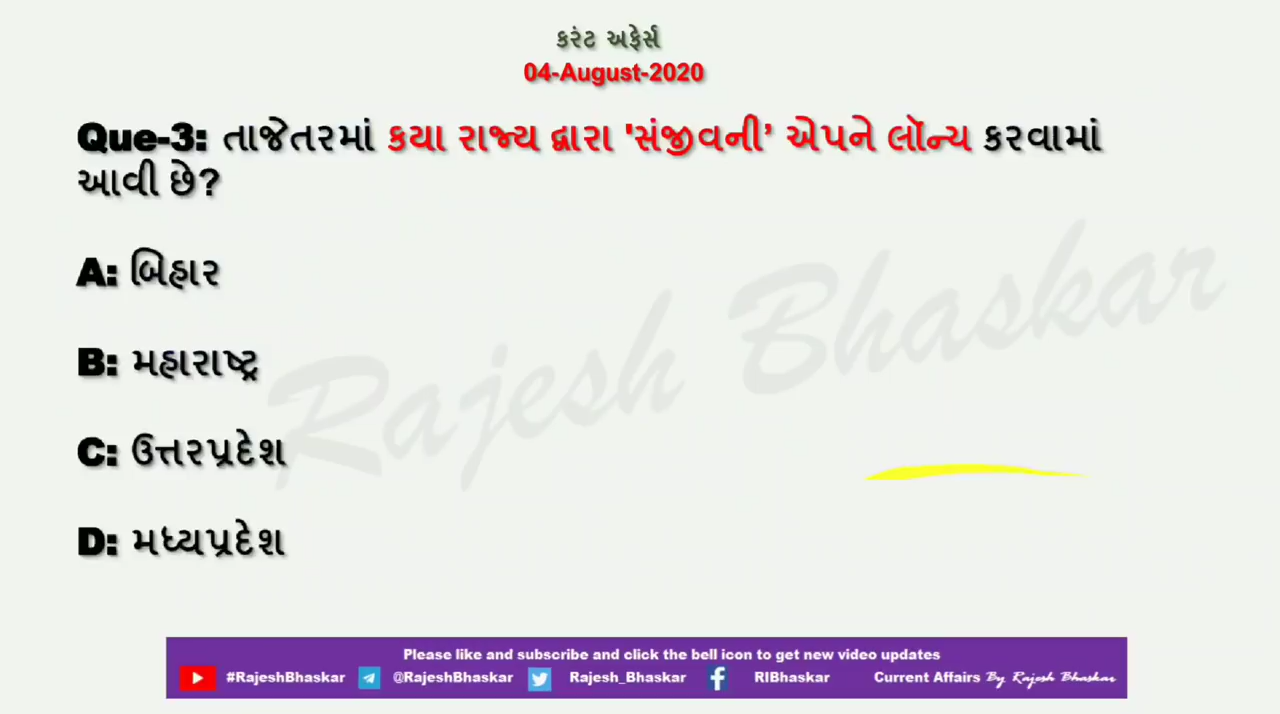 કરંટ અફેર્સ
04-August-2020
Que-3: તાજેતરમાં કયા રાજ્ય દ્વારા 'સંજીવની’ એપને લૉન્ચ કરવામાં
આવી છે?
A: બિહાર
B: મહારાષ્ટ્ર
C: ઉત્તરપ્રદેશ
D: મધ્યપ્રદેશ
Rajesh Bhaskar
Please like and subscribe and click the bell icon to get new video updates
#RajeshBhaskar @RajeshBhaskar Rajesh_Bhaskar RIBhaskar Current Affairs By Rajesh Bhaskar